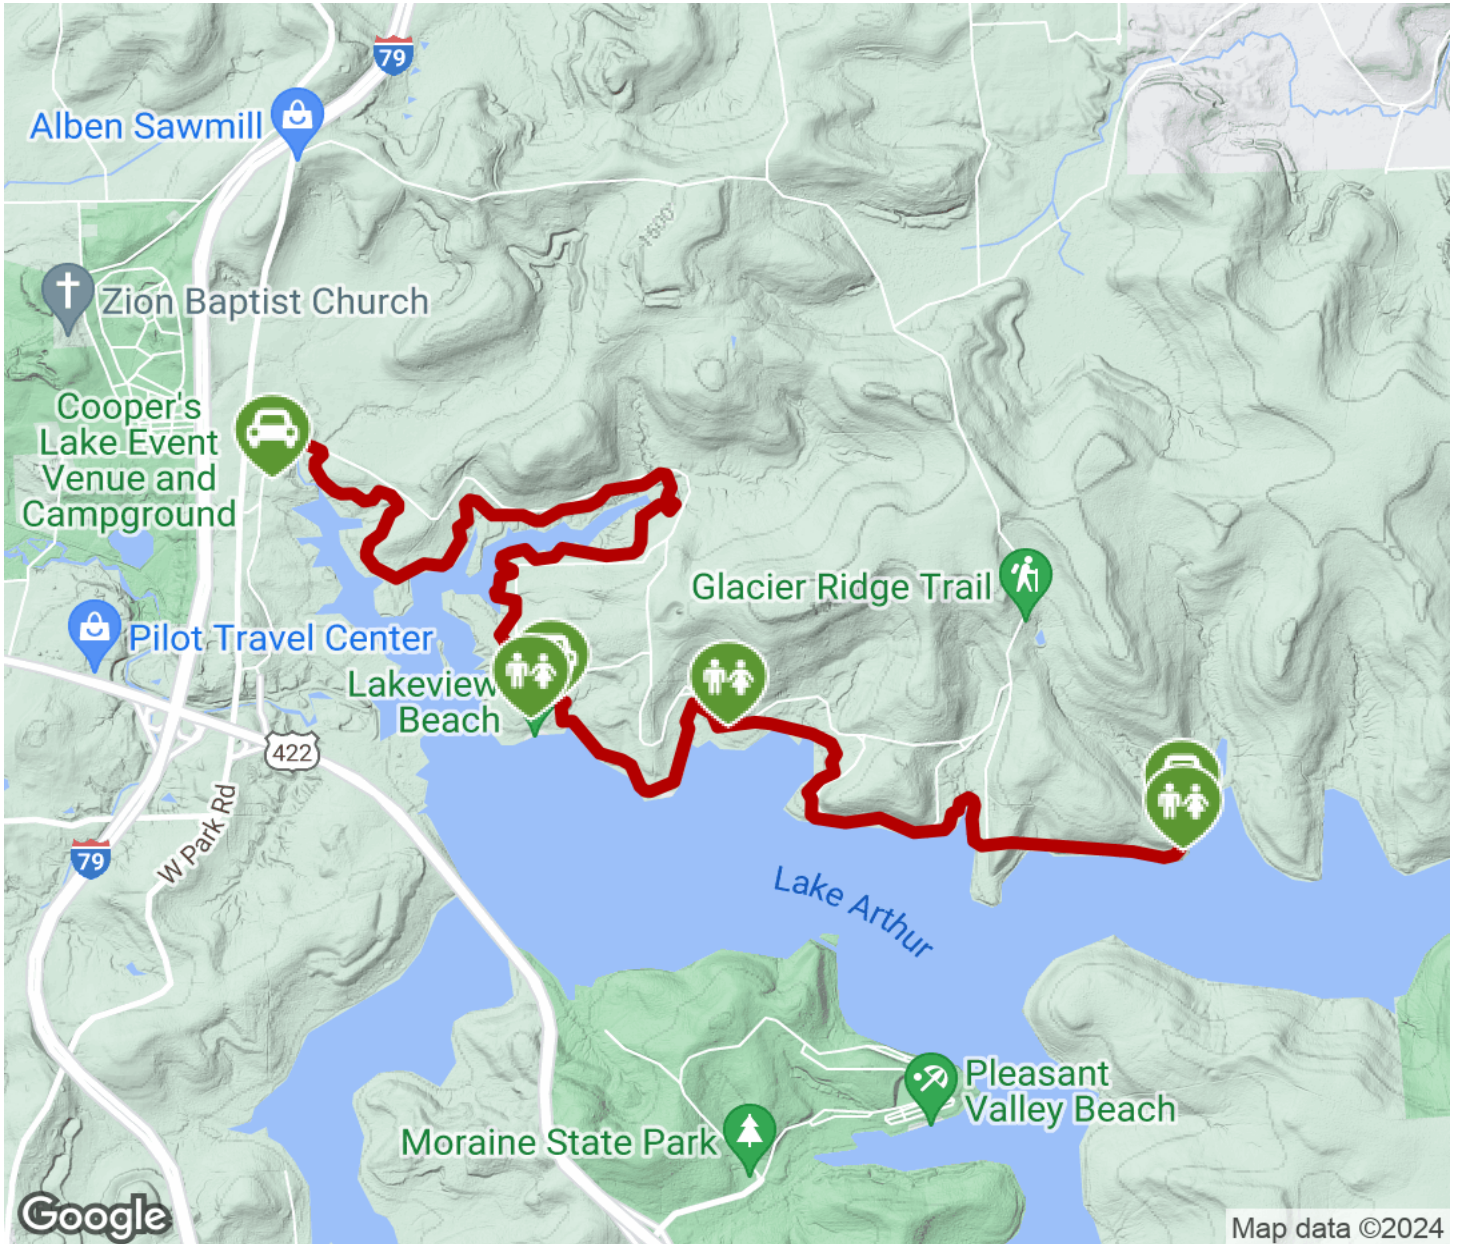 79
Alben Sawmill
1600
Zion Baptist Church
Cooper's
Lake Event
Venue and
Campground
Glacier Ridge Trail
Pilot Travel Center
Lakeview
Beach
422
W Park Rd
79
Lake Arthur
Pleasant
Valley Beach
Moraine State Park
Google
Map data ©2024